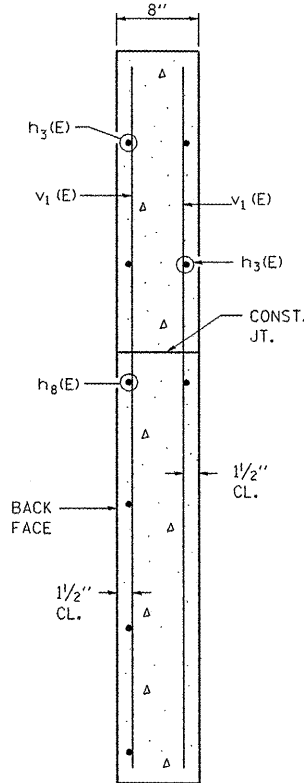 8"
h₃(E)
v₁(E)
v₁(E)
h₃(E)
CONST.
JT.
h₈(E)
1½"
CL.
BACK
FACE
1½"
CL.